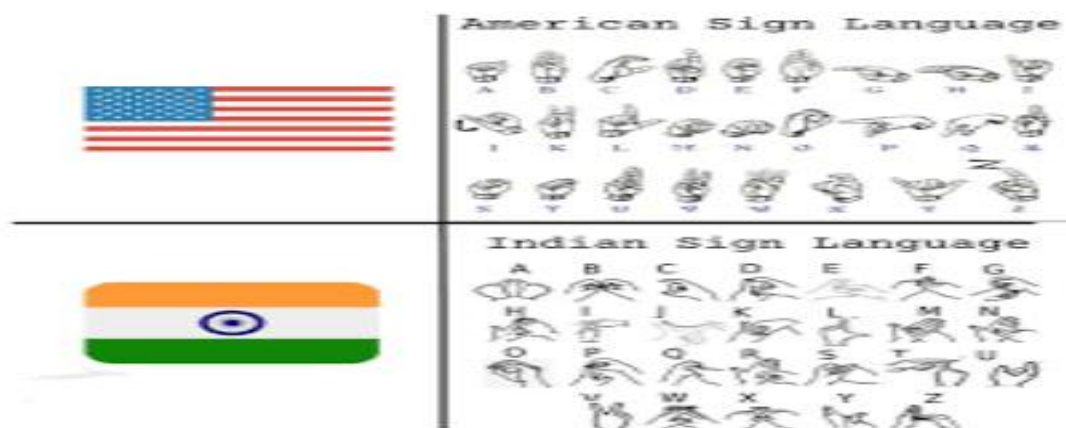 American Sign Language
A B C D E F G H I
J K L M N O P Q R
S T U V W X Y Z
Indian Sign Language
A B C D E F G
H I J K L M N
O P Q R S T U
V W X Y Z